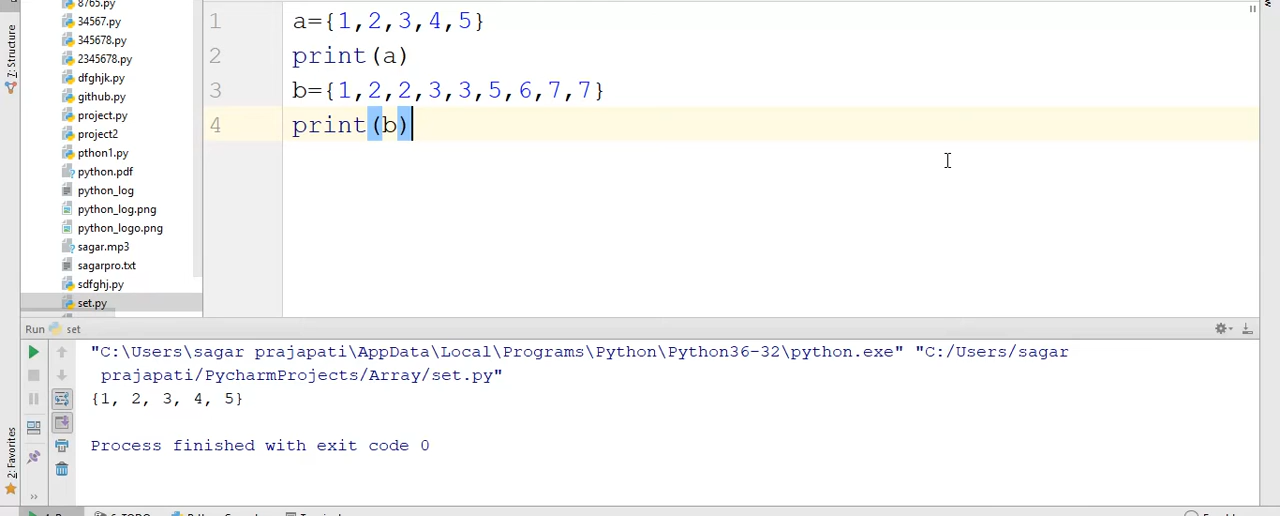 8765.py
34567.py
345678.py
2345678.py
dfghjk.py
github.py
project.py
project2
pthon1.py
python.pdf
python_log
python_log.png
python_logo.png
sagar.mp3
sagarpro.txt
sdfghj.py
set.py
Z: Structure
2: Favorites
1 a={1,2,3,4,5}
2 print(a)
3 b={1,2,2,3,3,5,6,7,7}
4 print(b)
Run set
"C:\Users\sagar prajapati\AppData\Local\Programs\Python\Python36-32\python.exe" "C:/Users/sagar
prajapati/PycharmProjects/Array/set.py"
{1, 2, 3, 4, 5}
Process finished with exit code 0